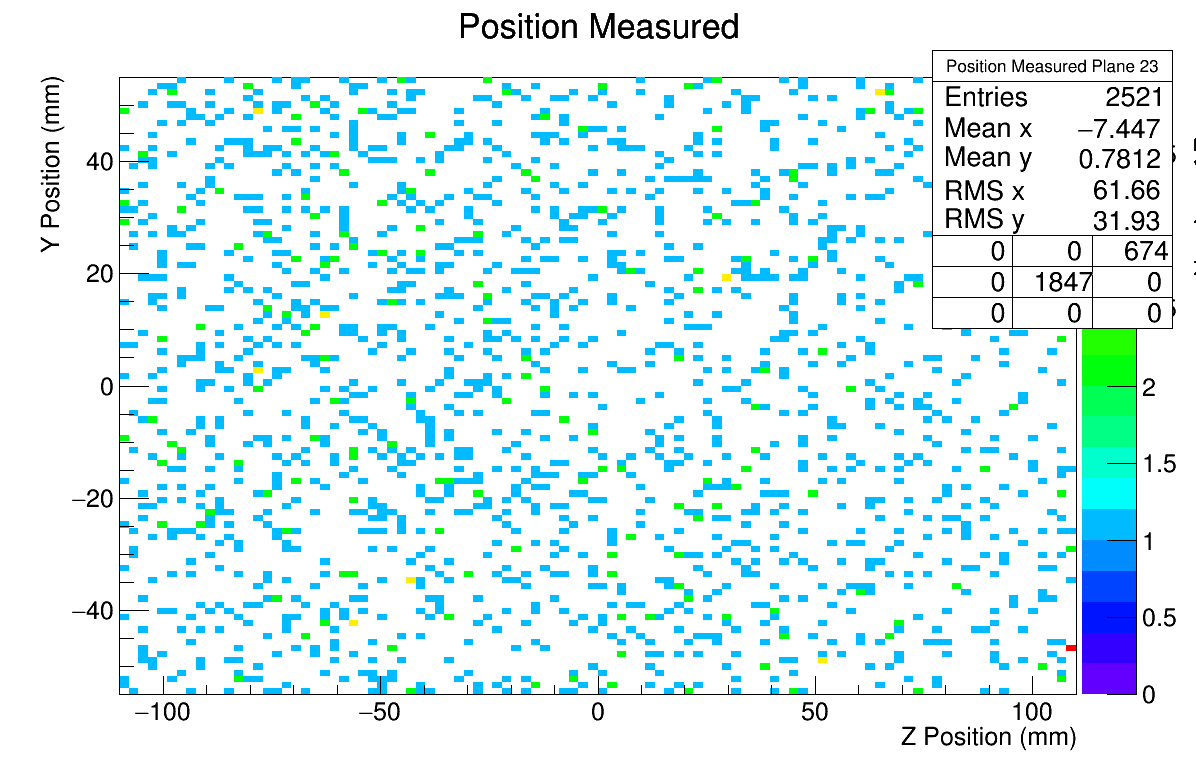 Position Measured
Position Measured Plane 23
Entries 2521
Mean x −7.447
Mean y 0.7812
RMS x 61.66
RMS y 31.93
0 0 674
0 1847 0
0 0 0
Y Position (mm)
40
20
0
−20
−40
2
1.5
1
0.5
0
−100 −50 0 50 100
Z Position (mm)